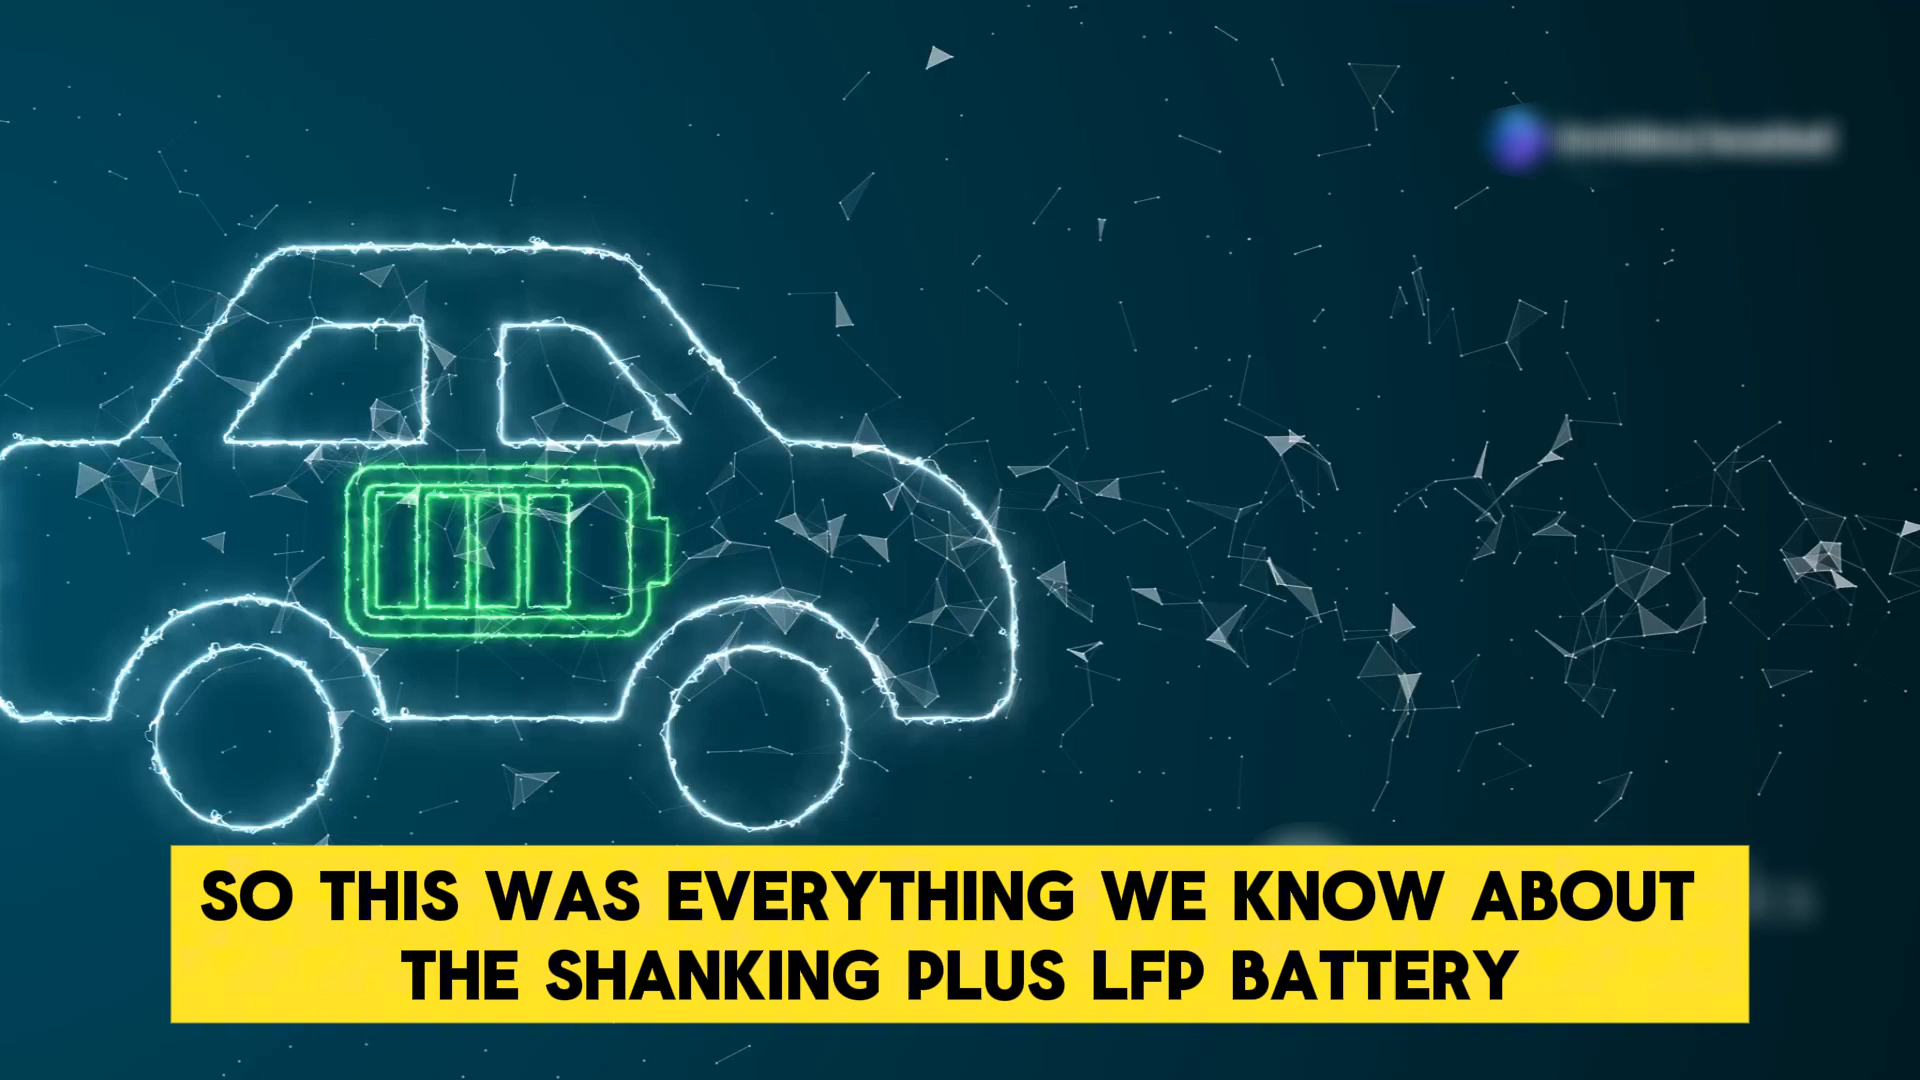 SO THIS WAS EVERYTHING WE KNOW ABOUT
THE SHANKING PLUS LFP BATTERY